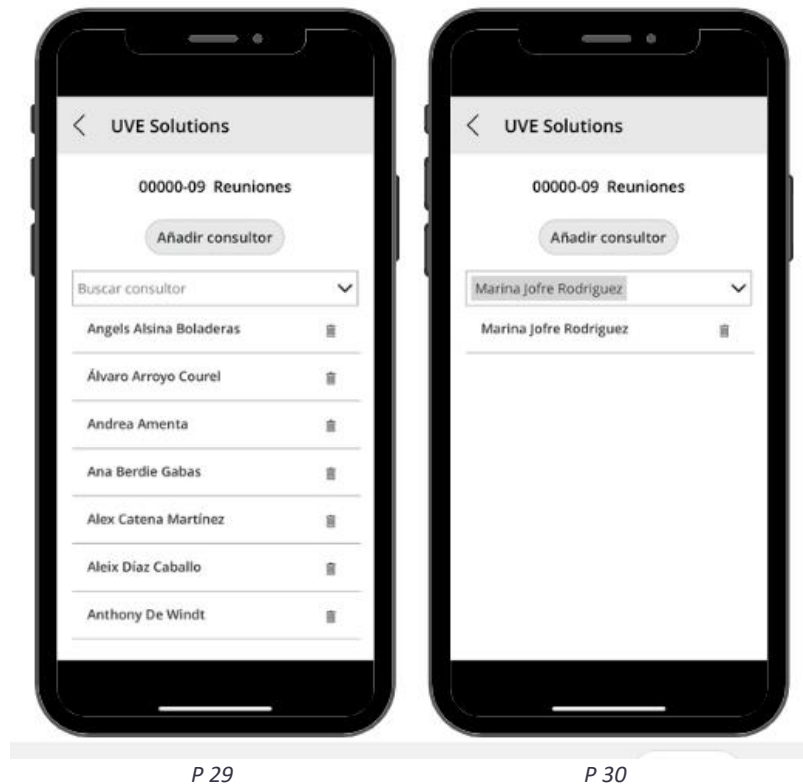 UVE Solutions
00000-09 Reuniones
Añadir consultor
Buscar consultor
Angels Alsina Boladeras
Álvaro Arroyo Courel
Andrea Amenta
Ana Berdie Gabas
Alex Catena Martínez
Aleix Díaz Caballo
Anthony De Windt
P 29
UVE Solutions
00000-09 Reuniones
Añadir consultor
Marina Jofre Rodriguez
Marina Jofre Rodriguez
P 30